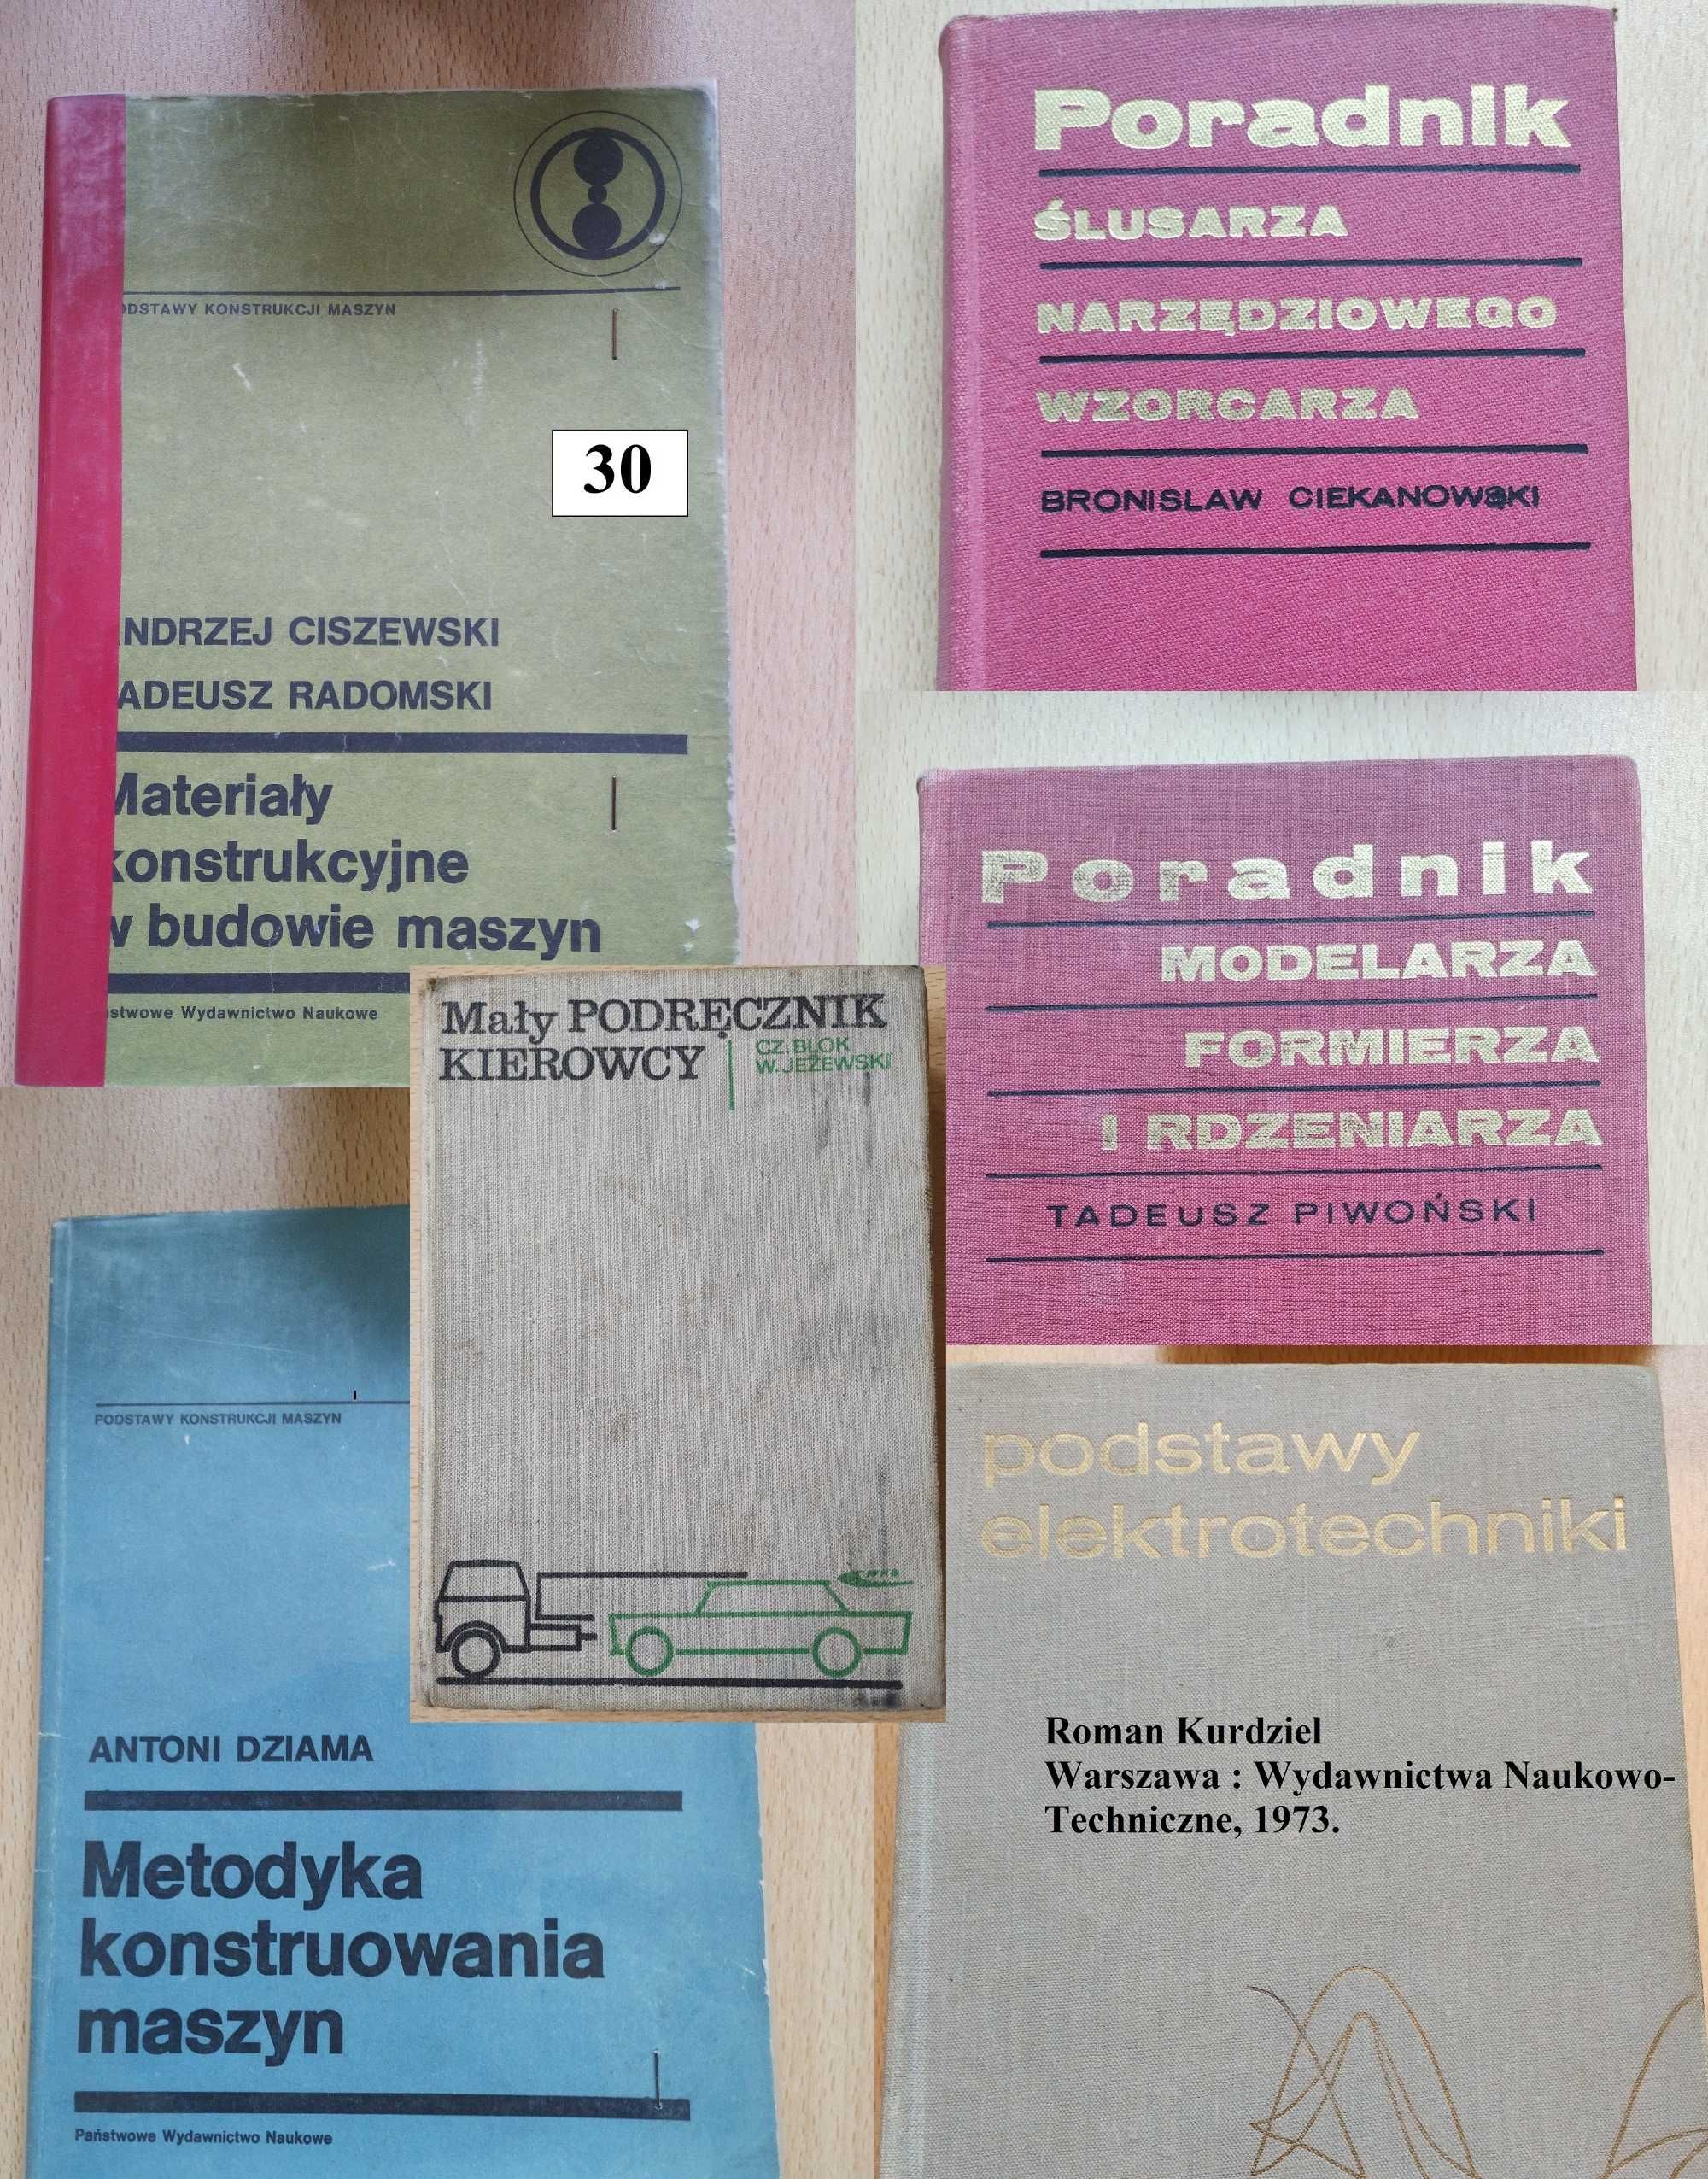 ODSTAWY KONSTRUKCJI MASZYN
30
NDRZEJ CISZEWSKI
ADEUSZ RADOMSKI
Materiały
konstrukcyjne
w budowie maszyn
stwowe Wydawnictwo Naukowe
Poradnik
ŚLUSARZA
NARZĘDZIOWEGO
WZORCARZA
BRONISLAW CIEKANOWSKI
Poradnik
MODELARZA
FORMIERZA
I RDZENIARZA
TADEUSZ PIWOŃSKI
Mały PODRĘCZNIK
KIEROWCY
CZ. BLOK
W. JEŻEWSKI
PODSTAWY KONSTRUKCJI MASZYN
ANTONI DZIAMA
Metodyka
konstruowania
maszyn
Państwowe Wydawnictwo Naukowe
podstawy
elektrotechniki
Roman Kurdziel
Warszawa : Wydawnictwa Naukowo-
Techniczne, 1973.